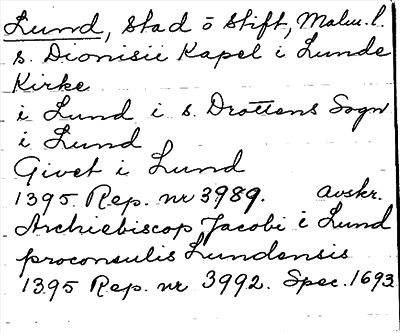 Lund, Stad ö Stift, Malm. l.
s. Dionisii Kapel i Lunde
Kirke
i Lund i s. Drottens Sogn
i Lund
Givet i Lund
1395 Rep. nr 3989. avskr.
Archiebiscop Jacobi i Lund
proconsulis Lundensis
1395 Rep. nr 3992. Spec. 1693